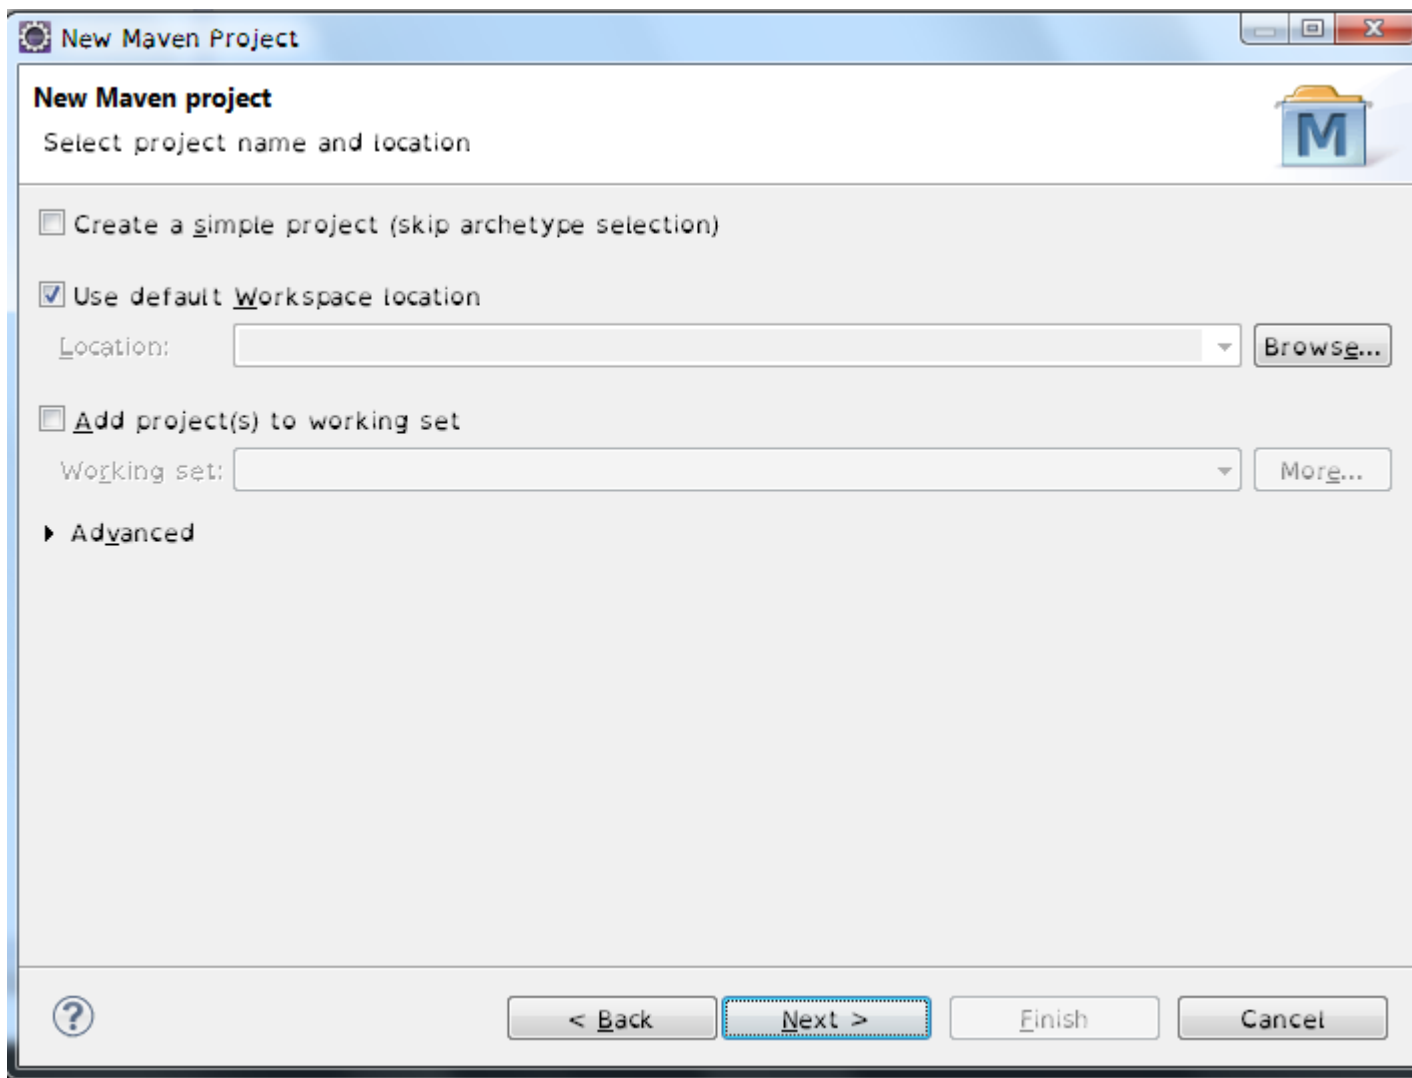 New Maven Project
New Maven project
Select project name and location
M
Create a simple project (skip archetype selection)
Use default Workspace location
Location:
Browse...
Add project(s) to working set
Working set:
More...
Advanced
?
< Back
Next >
Finish
Cancel